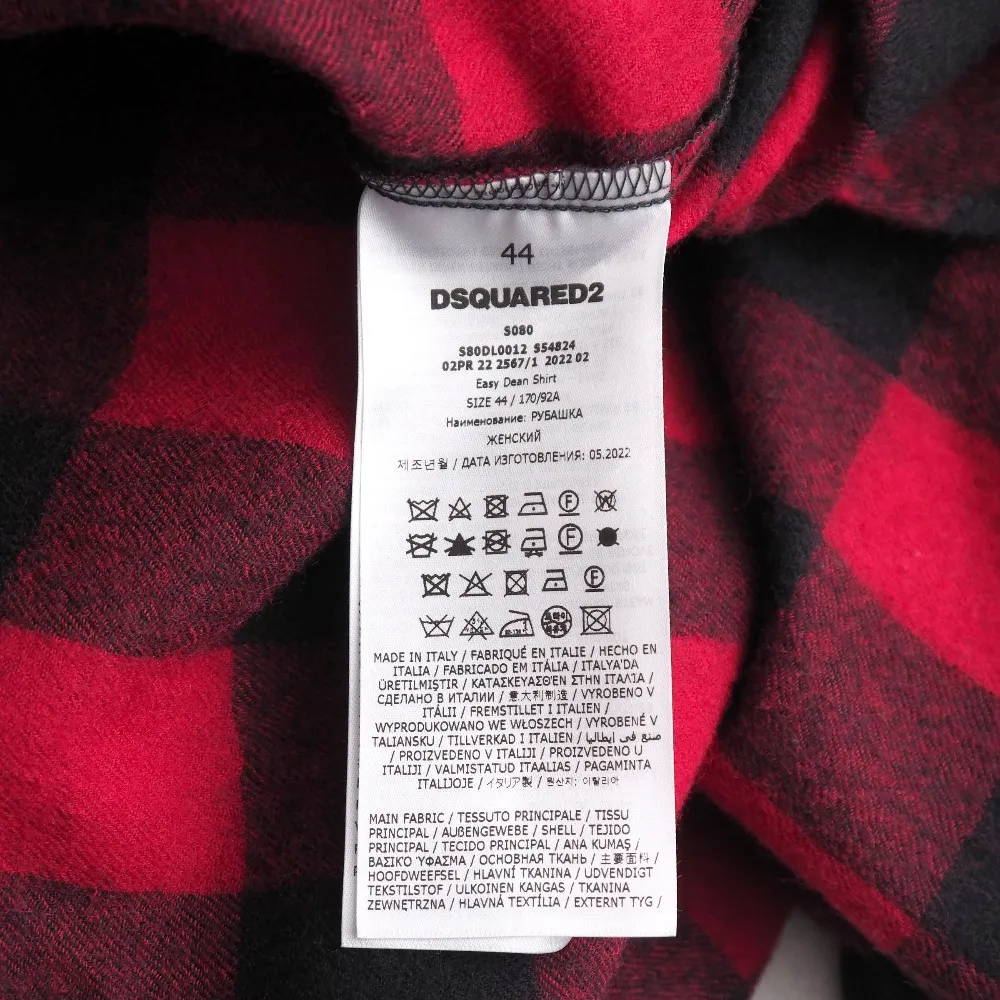 44
DSQUARED2
S080
S80DL0012 S54824
02PR 22 2567/1 2022 02
Easy Dean Shirt
SIZE 44 / 170/92A
Наименование: РУБАШКА
ЖЕНСКИЙ
제조년월 / ДАТА ИЗГОТОВЛЕНИЯ: 05.2022
F W
F
F
MADE IN ITALY / FABRIQUÉ EN ITALIE / HECHO EN
ITALIA / FABRICADO EM ITÁLIA / ITALYA'DA
ÜRETILMIŞTIR / ΚΑΤΑΣΚΕΥΑΣΘΕΝ ΣΤΗΝ ΙΤΑΛΙΑ /
СДЕЛАНО В ИТАЛИИ / 意大利制造 / VYROBENO V
ITÁLII / FREMSTILLET I ITALIEN /
WYPRODUKOWANO WE WŁOSZECH / VYROBENÉ V
TALIANSKU / TILLVERKAD I ITALIEN / صنع في ايطاليا
/ PROIZVEDENO V ITALIJI / PROIZVEDENO U
ITALIJI / VALMISTATUD ITAALIAS / PAGAMINTA
ITALIJOJE / イタリア製 / 원산지: 이탈리아
MAIN FABRIC / TESSUTO PRINCIPALE / TISSU
PRINCIPAL / AUßENGEWEBE / SHELL / TEJIDO
PRINCIPAL / TECIDO PRINCIPAL / ANA KUMAŞ /
ΒΑΣΙΚΌ ΎΦΑΣΜΑ / ОСНОВНАЯ ТКАНЬ / 主要面料 /
HOOFDWEEFSEL / HLAVNÍ TKANINA / UDVENDIGT
TEKSTILSTOF / ULKOINEN KANGAS / TKANINA
ZEWNĘTRZNA / HLAVNÁ TEXTÍLIA / EXTERNT TYG /